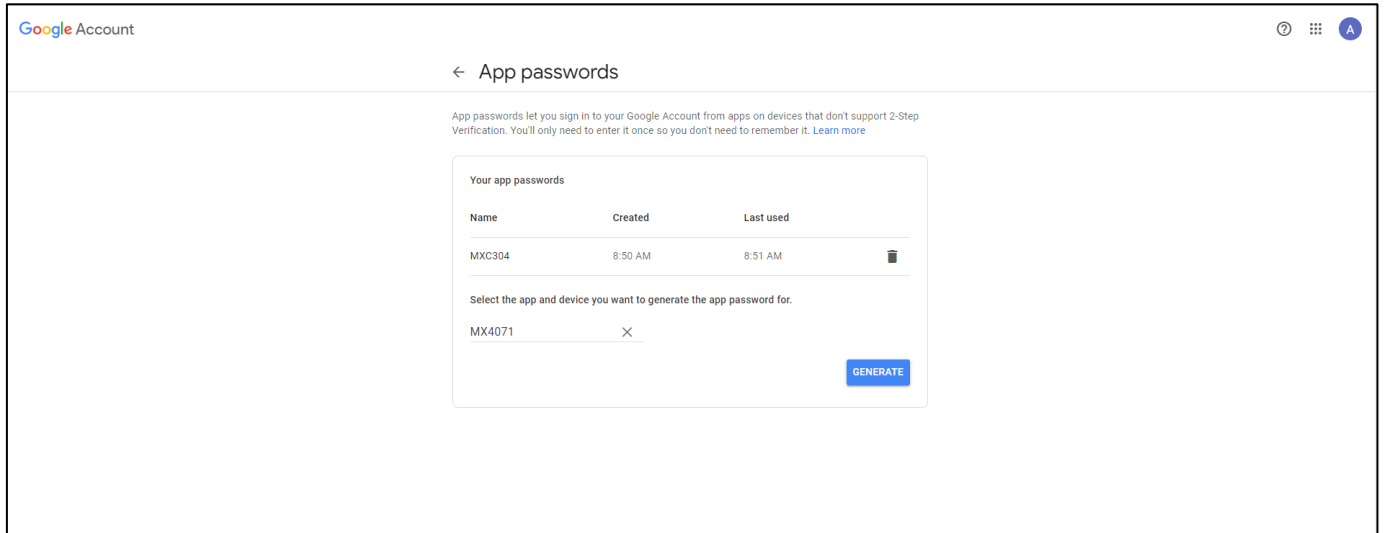 Google Account
A
App passwords
App passwords let you sign in to your Google Account from apps on devices that don't support 2-Step
Verification. You'll only need to enter it once so you don't need to remember it. Learn more
Your app passwords
Name Created Last used
MXC304 8:50 AM 8:51 AM
Select the app and device you want to generate the app password for.
MX4071
GENERATE